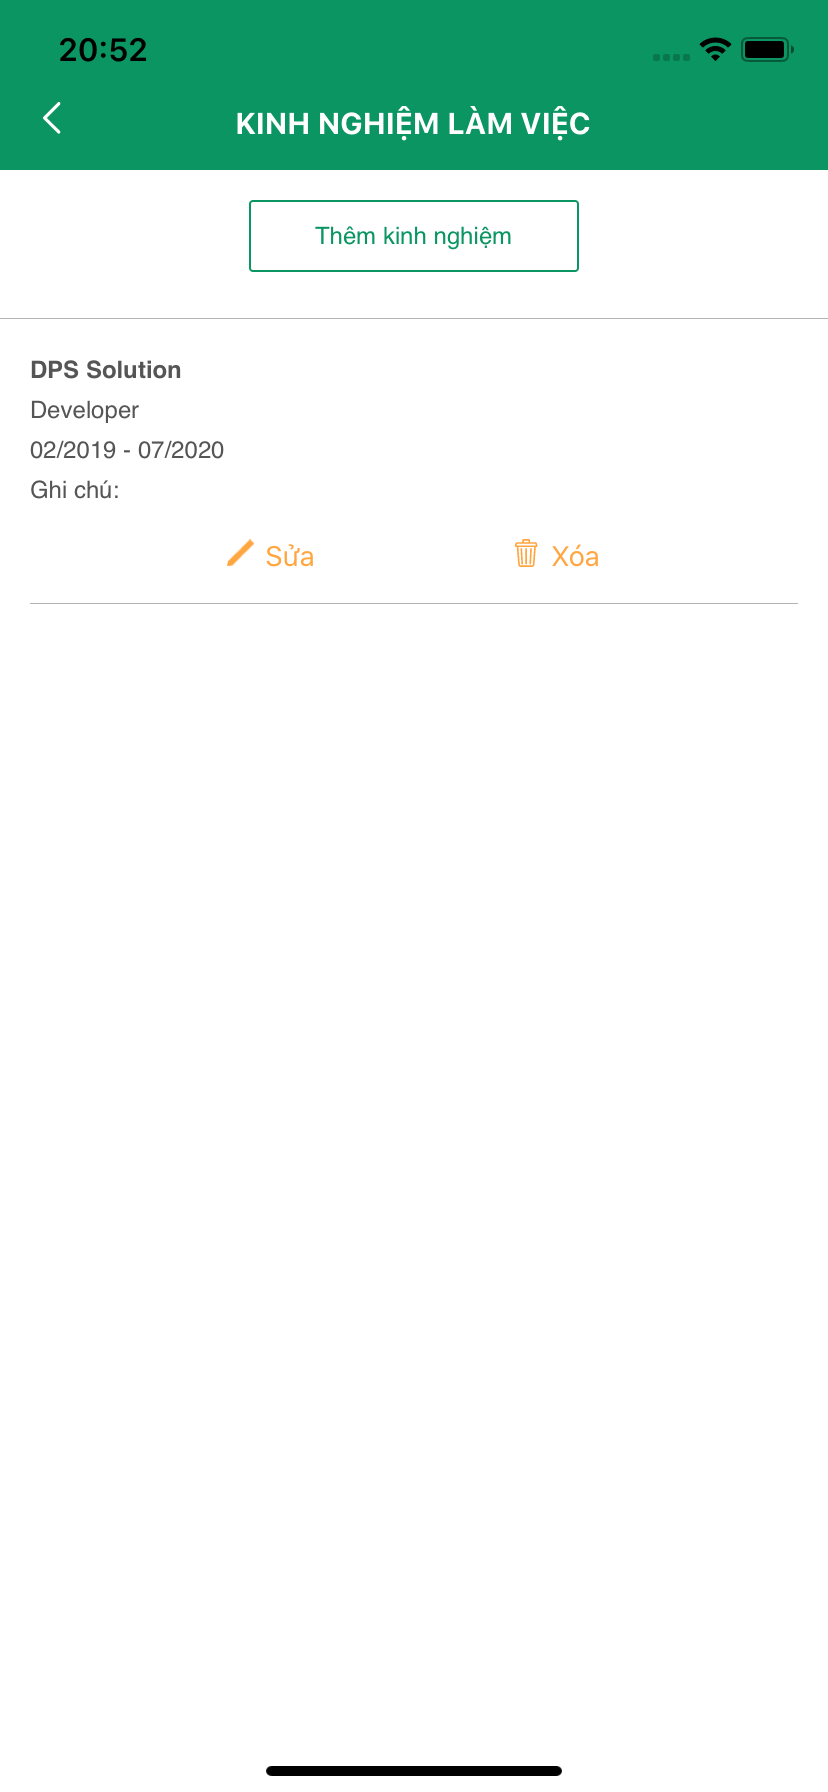 20:52
KINH NGHIỆM LÀM VIỆC
Thêm kinh nghiệm
DPS Solution
Developer
02/2019 - 07/2020
Ghi chú:
Sửa
Xóa